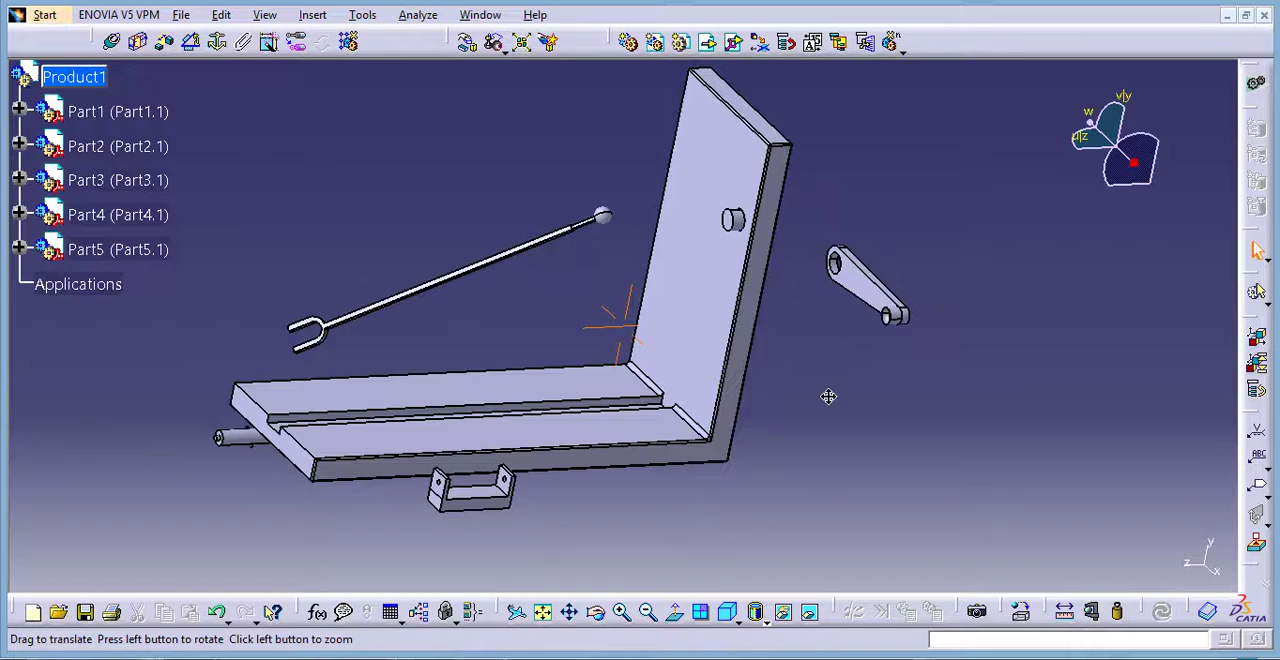 Start ENOVIA V5 VPM File Edit View Insert Tools Analyze Window Help
Product1
Part1 (Part1.1)
Part2 (Part2.1)
Part3 (Part3.1)
Part4 (Part4.1)
Part5 (Part5.1)
Applications
v|y
w
u|z
ABC
y
z
x
f(x)
CATIA
Drag to translate Press left button to rotate Click left button to zoom